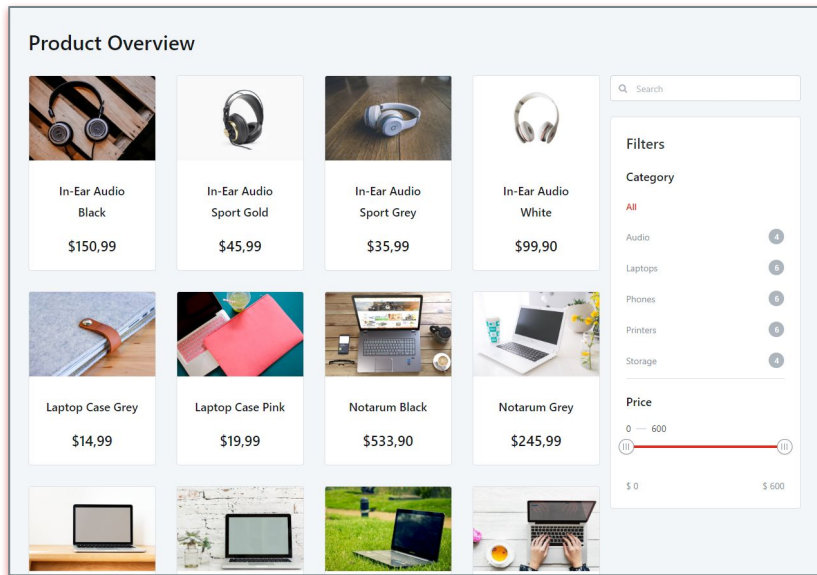 Product Overview
Search
In-Ear Audio
Black
$150,99
In-Ear Audio
Sport Gold
$45,99
In-Ear Audio
Sport Grey
$35,99
In-Ear Audio
White
$99,90
Laptop Case Grey
$14,99
Laptop Case Pink
$19,99
Notarum Black
$533,90
Notarum Grey
$245,99
Filters
Category
All
Audio 4
Laptops 6
Phones 6
Printers 6
Storage 4
Price
0 — 600
$ 0 $ 600